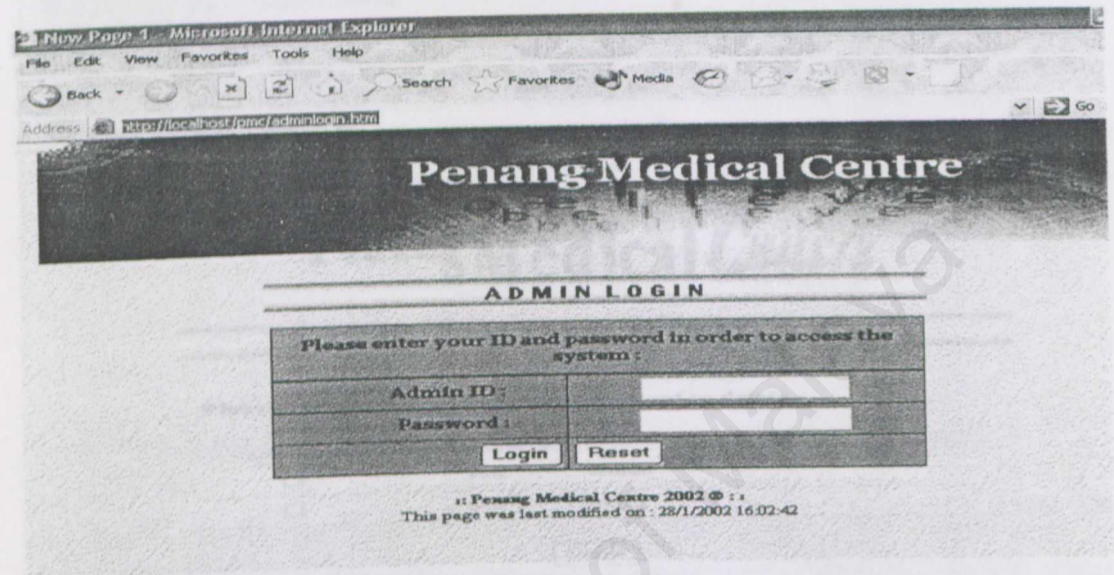 New Page 1 - Microsoft Internet Explorer
File Edit View Favorites Tools Help
Back Search Favorites Media
Address http://localhost/pmc/adminlogin.htm Go
Penang Medical Centre
ADMIN LOGIN
Please enter your ID and password in order to access the
system :
Admin ID :
Password :
Login Reset
:: Penang Medical Centre 2002 © : :
This page was last modified on : 28/1/2002 16:02:42